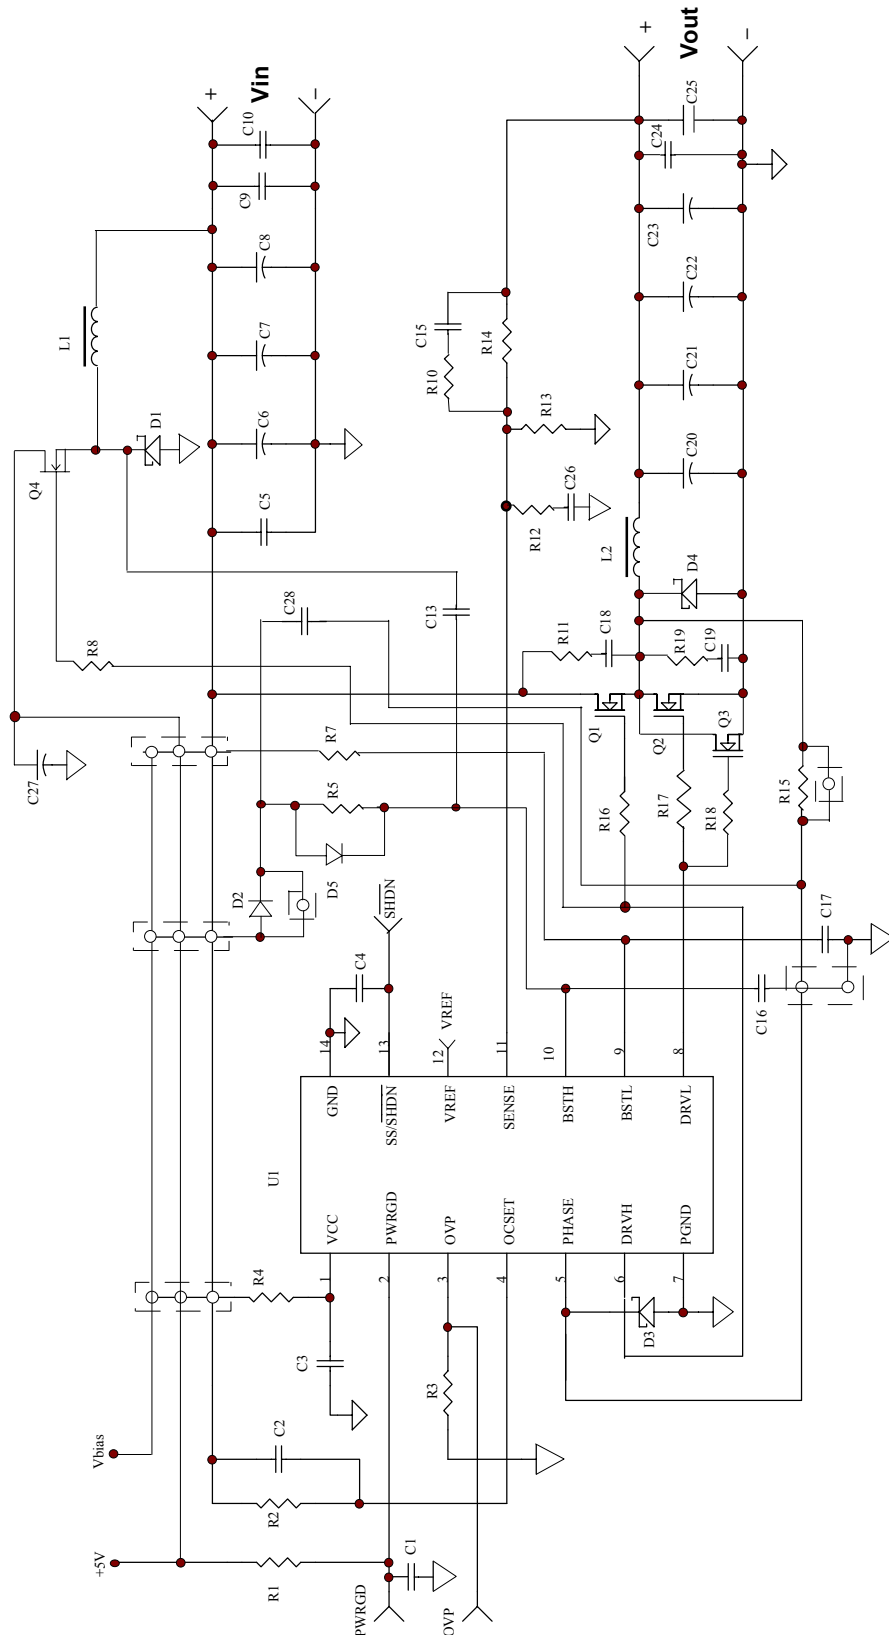 +
Vin
−
C10
C9
C8
C7
C6
C5
L1
D1
Q4
R8
C27
C28
C13
R7
R5
D5
D2
SHDN
C4
+
Vout
−
C25
C24
C23
C22
C21
C20
C15
R10
R14
R13
R12
C26
L2
D4
R11
C18
R19
C19
Q1
Q2
Q3
R16
R17
R18
R15
C17
C16
U1
14
GND
13
SS/SHDN
12
VREF
VREF
11
SENSE
10
BSTH
9
BSTL
8
DRVL
VCC
1
PWRGD
2
OVP
3
OCSET
4
PHASE
5
DRVH
6
PGND
7
R4
C3
R3
D3
Vbias
C2
R2
+5V
R1
C1
PWRGD
OVP